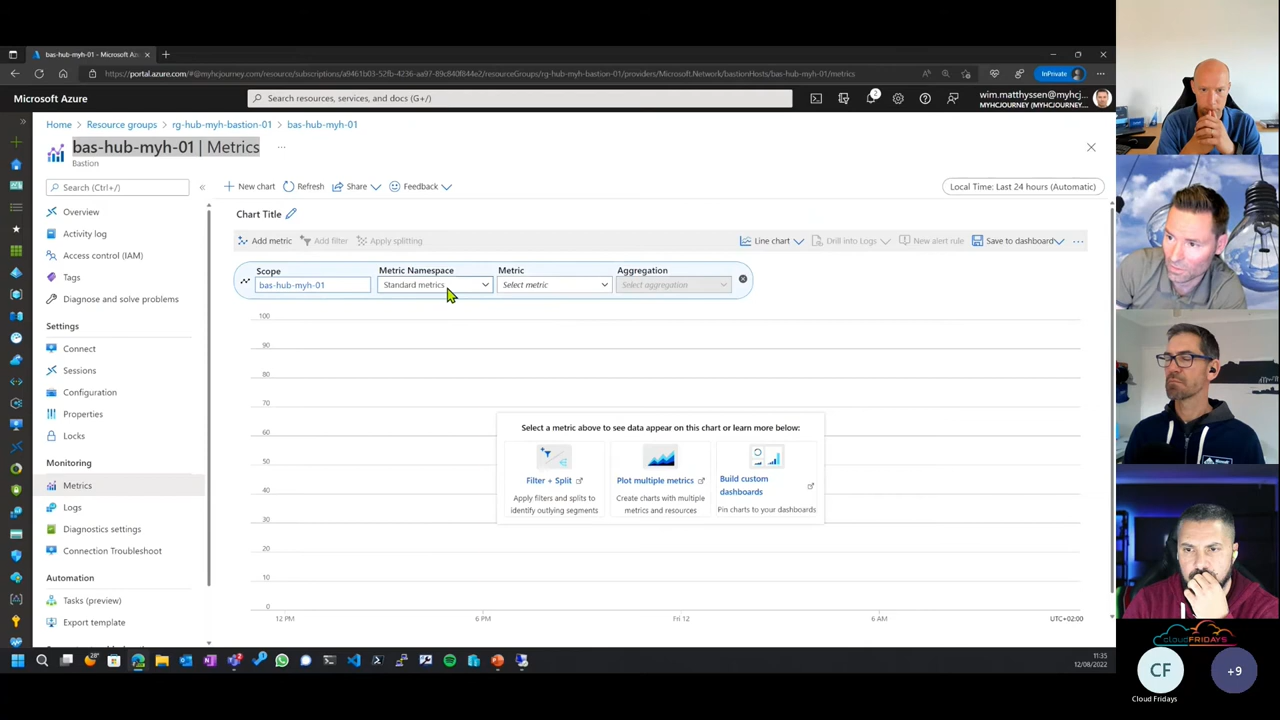 bas-hub-myh-01 - Microsoft Az
https://portal.azure.com/#@myhcjourney.com/resource/subscriptions/a9461b03-52fb-4236-aa97-89c840f844e2/resourceGroups/rg-hub-myh-bastion-01/providers/Microsoft.Network/bastionHosts/bas-hub-myh-01/metrics
InPrivate
Microsoft Azure
Search resources, services, and docs (G+/)
2
wim.matthyssen@myhcj...
MYHCJOURNEY (MYHCJOURNEY....
Home > Resource groups > rg-hub-myh-bastion-01 > bas-hub-myh-01
bas-hub-myh-01 | Metrics ...
Bastion
Search (Ctrl+/)
Overview
Activity log
Access control (IAM)
Tags
Diagnose and solve problems
Settings
Connect
Sessions
Configuration
Properties
Locks
Monitoring
Metrics
Logs
Diagnostics settings
Connection Troubleshoot
Automation
Tasks (preview)
Export template
New chart Refresh Share Feedback
Local Time: Last 24 hours (Automatic)
Chart Title
Add metric Add filter Apply splitting
Line chart Drill into Logs New alert rule Save to dashboard ...
Scope Metric Namespace Metric Aggregation
bas-hub-myh-01 Standard metrics Select metric Select aggregation
100
90
80
70
60
50
40
30
20
10
0
Select a metric above to see data appear on this chart or learn more below:
Filter + Split
Apply filters and splits to
identify outlying segments
Plot multiple metrics
Create charts with multiple
metrics and resources
Build custom
dashboards
Pin charts to your dashboards
12 PM 6 PM Fri 12 6 AM UTC+02:00
28°
11:35
12/08/2022
cloudFRIDAYS
CF
Cloud Fridays
+9